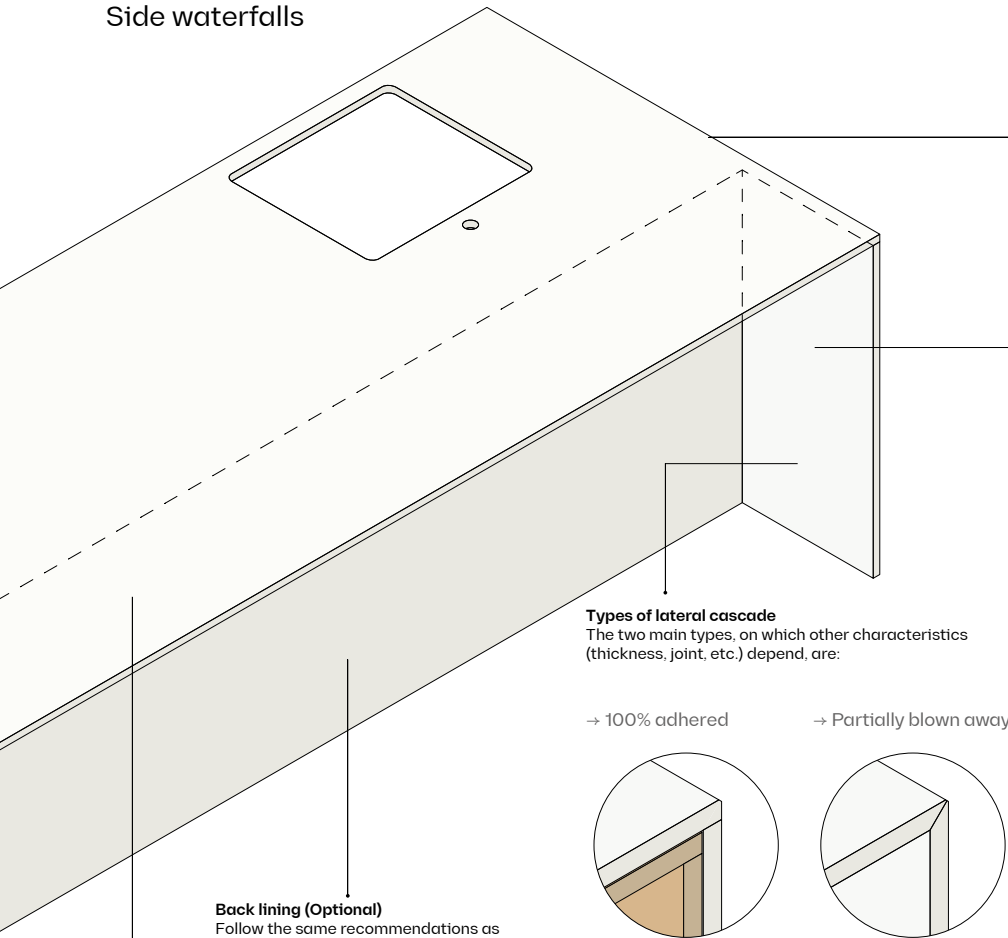 Side waterfalls
Types of lateral cascade
The two main types, on which other characteristics
(thickness, joint, etc.) depend, are:
→ 100% adhered
→ Partially blown away
Back lining (Optional)
Follow the same recommendations as